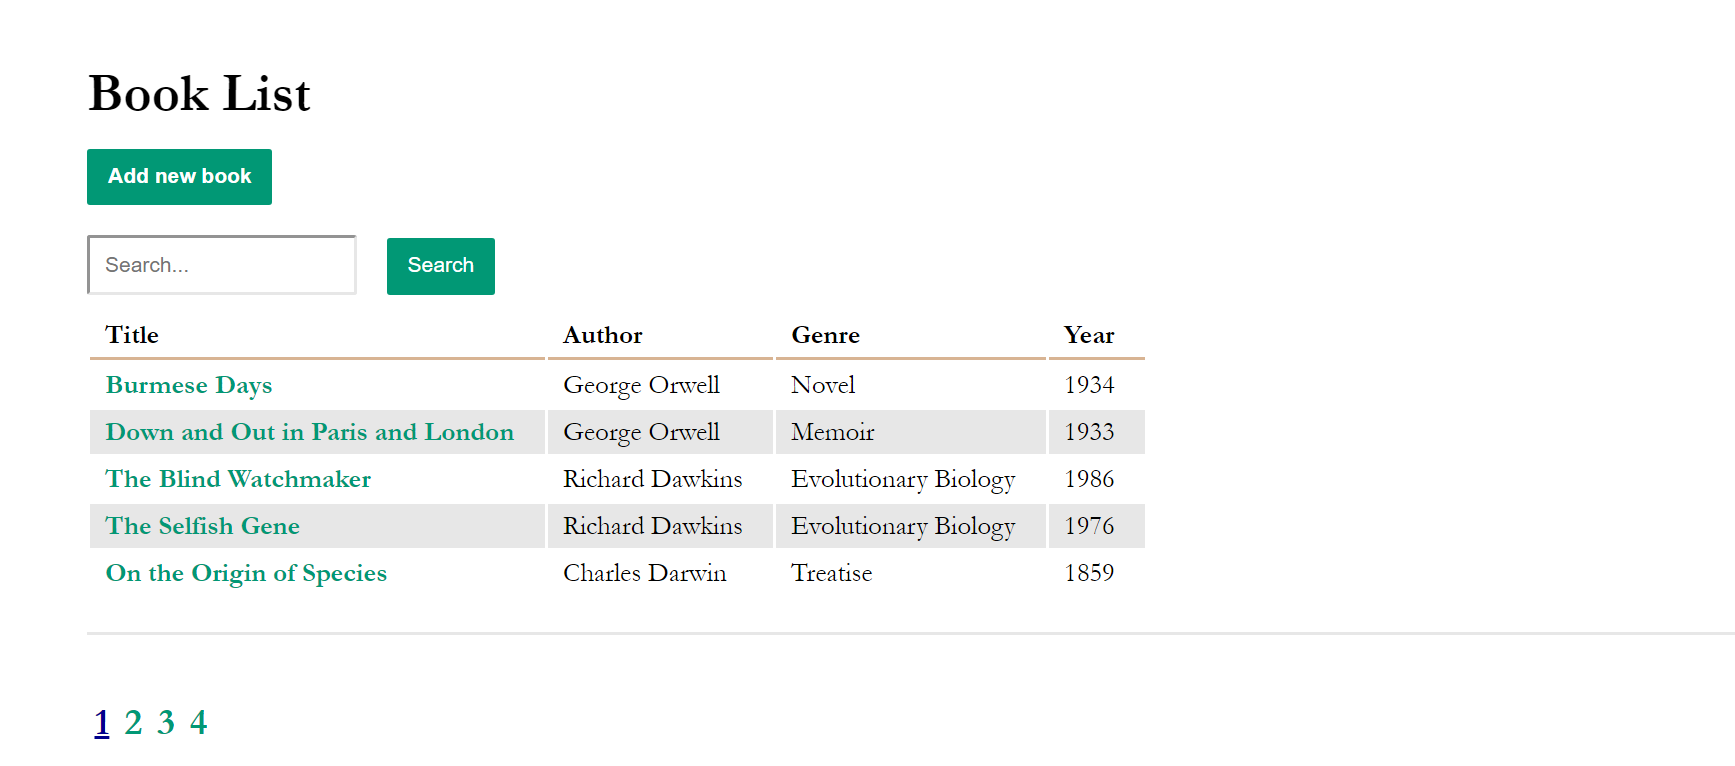 Book List
Add new book
Search... Search
Title Author Genre Year
Burmese Days George Orwell Novel 1934
Down and Out in Paris and London George Orwell Memoir 1933
The Blind Watchmaker Richard Dawkins Evolutionary Biology 1986
The Selfish Gene Richard Dawkins Evolutionary Biology 1976
On the Origin of Species Charles Darwin Treatise 1859
1 2 3 4